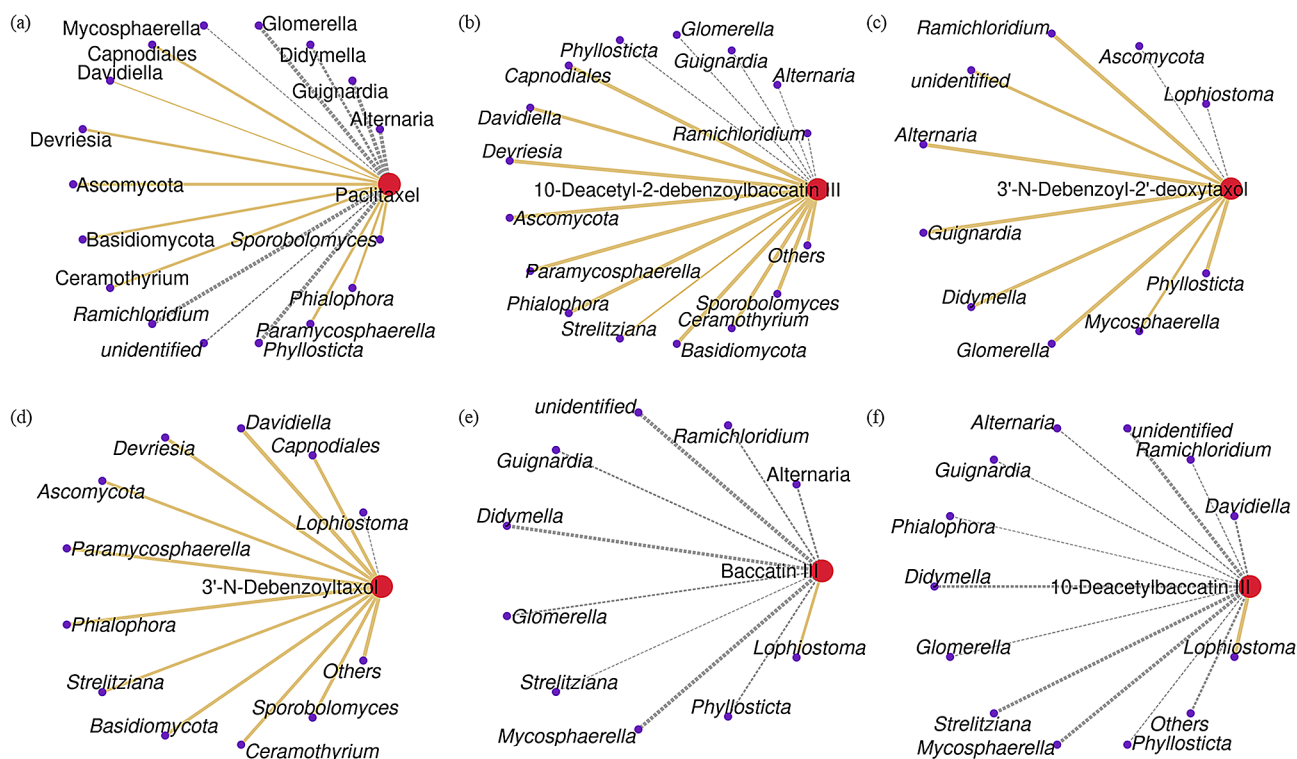 (a)
Mycosphaerella
Glomerella
Capnodiales
Didymella
Davidiella
Guignardia
Alternaria
Devriesia
Ascomycota
Paclitaxel
Basidiomycota
Sporobolomyces
Ceramothyrium
Phialophora
Ramichloridium
Paramycosphaerella
unidentified
Phyllosticta
(b)
Glomerella
Phyllosticta
Guignardia
Capnodiales
Alternaria
Davidiella
Ramichloridium
Devriesia
10-Deacetyl-2-debenzoylbaccatin III
Ascomycota
Others
Paramycosphaerella
Phialophora
Sporobolomyces
Ceramothyrium
Strelitziana
Basidiomycota
(c)
Ramichloridium
Ascomycota
unidentified
Lophiostoma
Alternaria
3'-N-Debenzoyl-2'-deoxytaxol
Guignardia
Phyllosticta
Didymella
Mycosphaerella
Glomerella
(d)
Davidiella
Devriesia
Capnodiales
Ascomycota
Lophiostoma
Paramycosphaerella
3'-N-Debenzoyltaxol
Phialophora
Others
Strelitziana
Sporobolomyces
Basidiomycota
Ceramothyrium
(e)
unidentified
Ramichloridium
Guignardia
Alternaria
Didymella
Baccatin III
Glomerella
Lophiostoma
Strelitziana
Phyllosticta
Mycosphaerella
(f)
Alternaria
unidentified
Ramichloridium
Guignardia
Davidiella
Phialophora
Didymella
10-Deacetylbaccatin III
Glomerella
Lophiostoma
Strelitziana
Others
Mycosphaerella
Phyllosticta